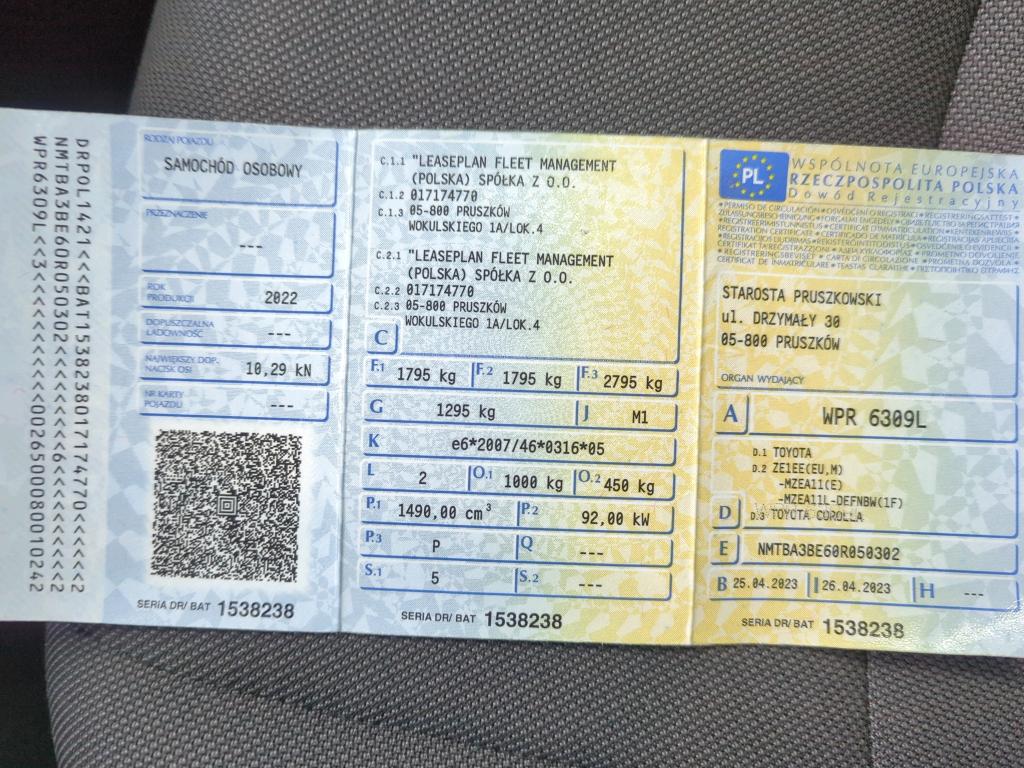 DRPPOL1421<<BAT1538238017174770<<<<<2
NMTBA3BE60R050302<<<<<<<6<<<<<<<<<2
WPR6309L<<<<<<<<<<<<002650008001024<2
RODZAJ POJAZDU
SAMOCHÓD OSOBOWY
PRZEZNACZENIE
---
ROK
PRODUKCJI
2022
DOPUSZCZALNA
ŁADOWNOŚĆ
---
NAJWIĘKSZY DOP.
NACISK OSI
10,29 kN
NR KARTY
POJAZDU
---
SERIA DR/ BAT 1538238
C.1.1 "LEASEPLAN FLEET MANAGEMENT
(POLSKA) SPÓŁKA Z O.O.
C.1.2 017174770
C.1.3 05-800 PRUSZKÓW
WOKULSKIEGO 1A/LOK.4
C.2.1 "LEASEPLAN FLEET MANAGEMENT
(POLSKA) SPÓŁKA Z O.O.
C.2.2 017174770
C.2.3 05-800 PRUSZKÓW
WOKULSKIEGO 1A/LOK.4
C
F.1 1795 kg F.2 1795 kg F.3 2795 kg
G 1295 kg J M1
K e6*2007/46*0316*05
L 2 O.1 1000 kg O.2 450 kg
P.1 1490,00 cm³ P.2 92,00 kW
P.3 P Q ---
S.1 5 S.2 ---
SERIA DR/ BAT 1538238
PL
WSPÓLNOTA EUROPEJSKA
RZECZPOSPOLITA POLSKA
Dowód Rejestracyjny
STAROSTA PRUSZKOWSKI
ul. DRZYMAŁY 30
05-800 PRUSZKÓW
ORGAN WYDAJĄCY
A WPR 6309L
D.1 TOYOTA
D.2 ZE1EE(EU,M)
-MZEA11(E)
-MZEA11L-DEFNBW(1F)
D D.3 TOYOTA COROLLA
E NMTBA3BE60R050302
B 25.04.2023 I 26.04.2023 H ---
SERIA DR/ BAT 1538238